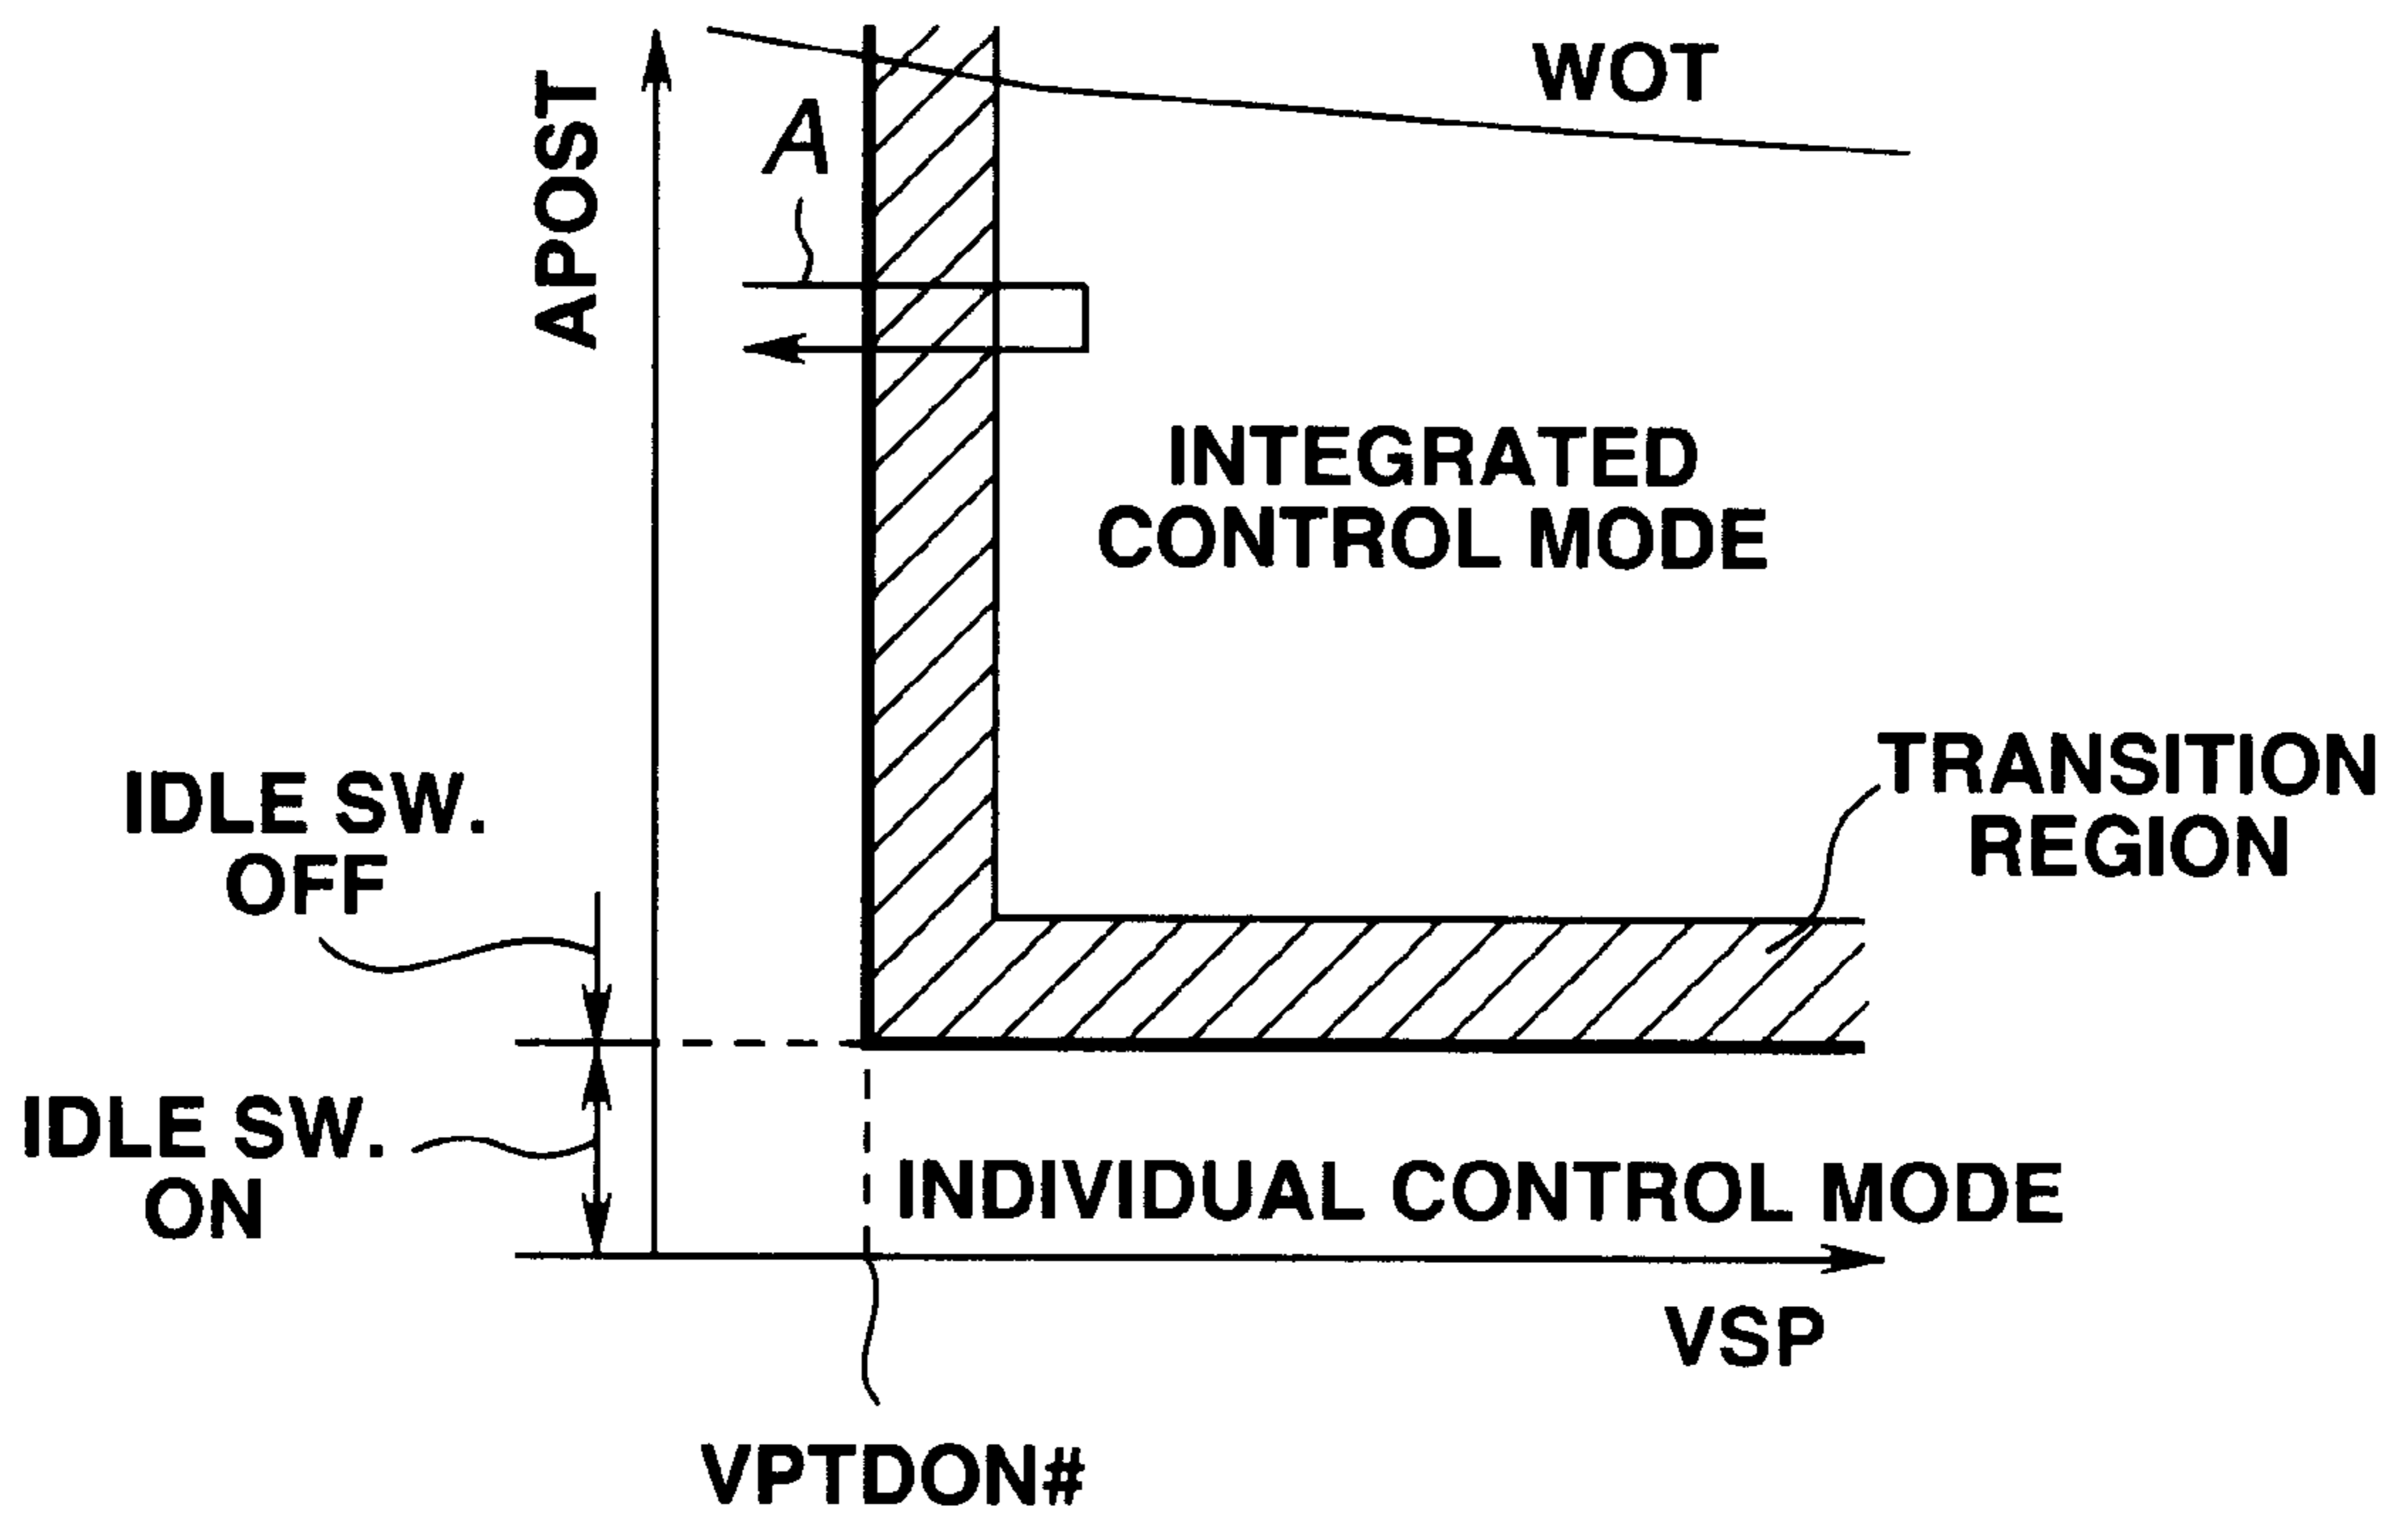 WOT
APOST
A
INTEGRATED
CONTROL MODE
TRANSITION
REGION
IDLE SW.
OFF
IDLE SW.
ON
INDIVIDUAL CONTROL MODE
VSP
VPTDON#